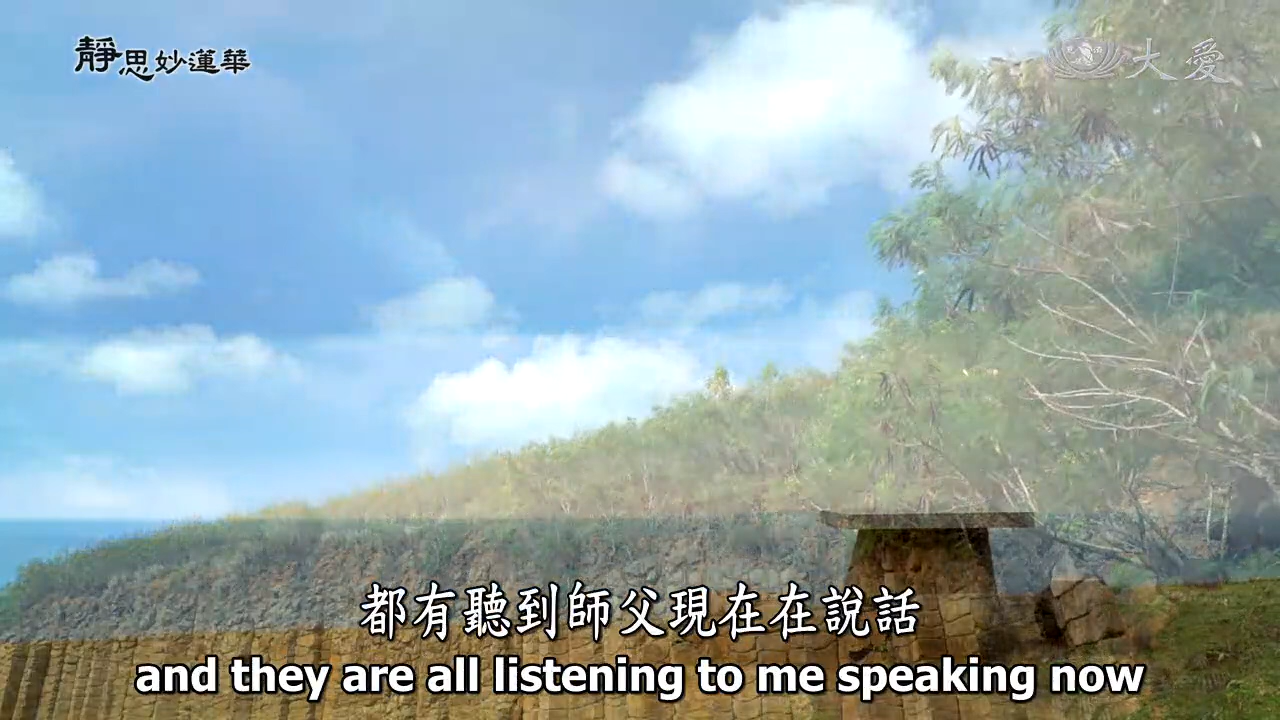 靜思妙蓮華
大愛
都有聽到師父現在在說話
and they are all listening to me speaking now